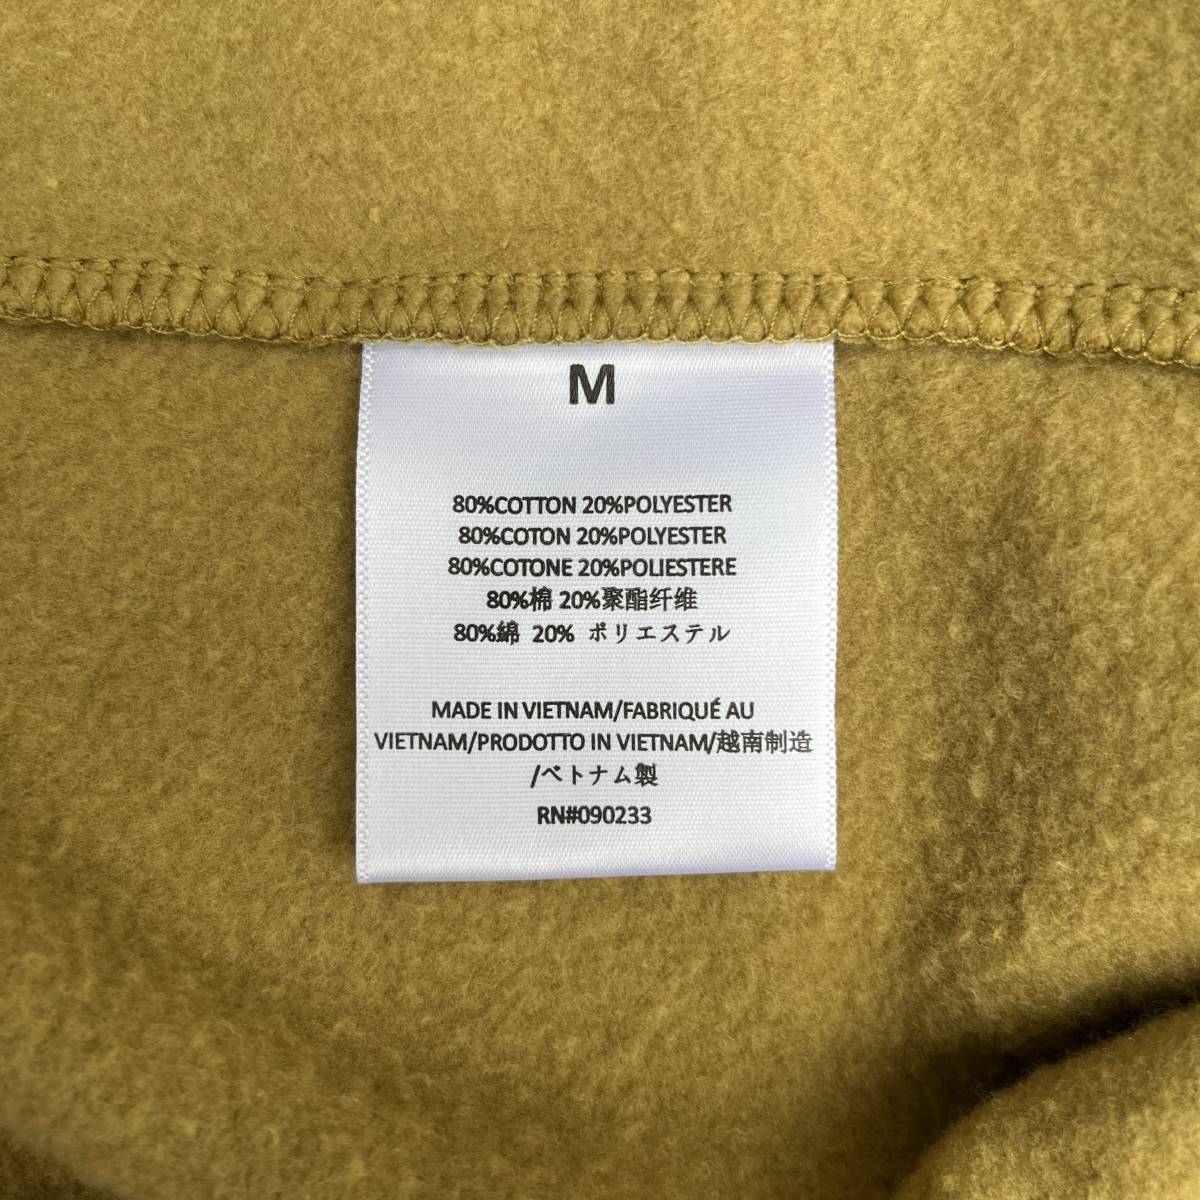 M
80%COTTON 20%POLYESTER
80%COTON 20%POLYESTER
80%COTONE 20%POLIESTERE
80%棉 20%聚酯纤维
80%綿 20% ポリエステル
MADE IN VIETNAM/FABRIQUÉ AU
VIETNAM/PRODOTTO IN VIETNAM/越南制造
/ベトナム製
RN#090233